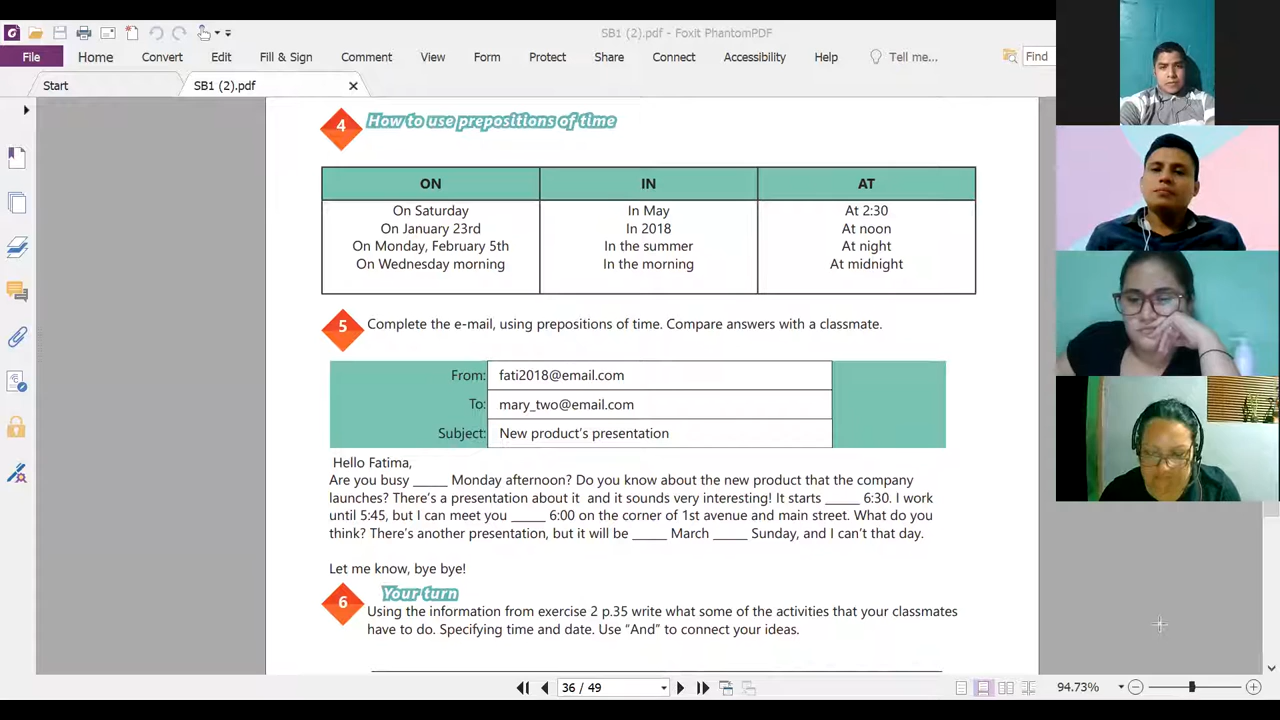 SB1 (2).pdf - Foxit PhantomPDF
File Home Convert Edit Fill & Sign Comment View Form Protect Share Connect Accessibility Help Tell me... Find
Start SB1 (2).pdf
4 How to use prepositions of time
ON IN AT
On Saturday In May At 2:30
On January 23rd In 2018 At noon
On Monday, February 5th In the summer At night
On Wednesday morning In the morning At midnight
5 Complete the e-mail, using prepositions of time. Compare answers with a classmate.
From: fati2018@email.com
To: mary_two@email.com
Subject: New product's presentation
Hello Fatima,
Are you busy _____ Monday afternoon? Do you know about the new product that the company
launches? There's a presentation about it and it sounds very interesting! It starts _____ 6:30. I work
until 5:45, but I can meet you _____ 6:00 on the corner of 1st avenue and main street. What do you
think? There's another presentation, but it will be _____ March _____ Sunday, and I can't that day.
Let me know, bye bye!
6 Your turn
Using the information from exercise 2 p.35 write what some of the activities that your classmates
have to do. Specifying time and date. Use “And” to connect your ideas.
36 / 49 94.73%